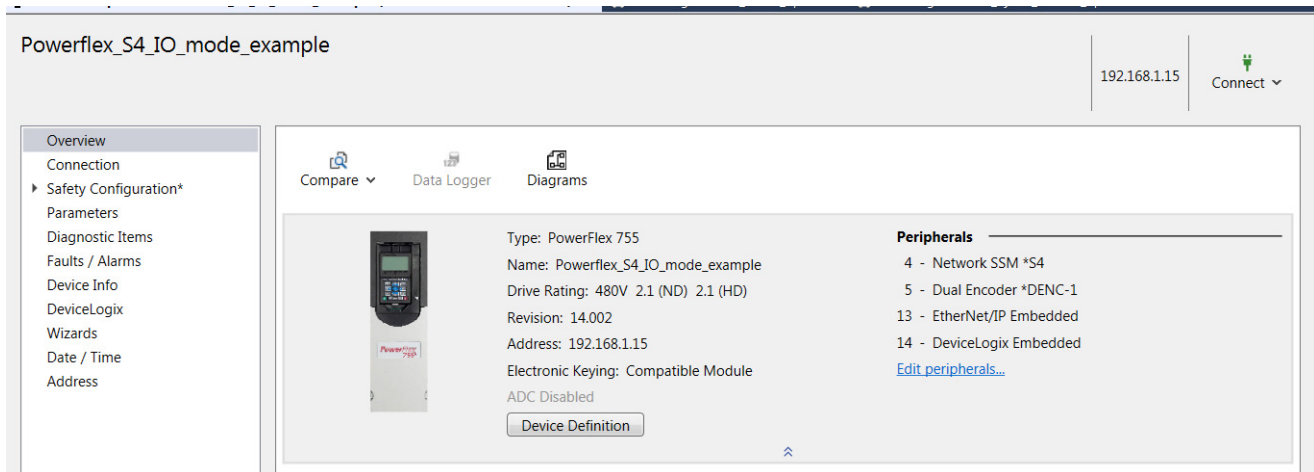 Powerflex_S4_IO_mode_example
192.168.1.15
Connect
Overview
Connection
Safety Configuration*
Parameters
Diagnostic Items
Faults / Alarms
Device Info
DeviceLogix
Wizards
Date / Time
Address
Compare
Data Logger
Diagrams
Type: PowerFlex 755
Name: Powerflex_S4_IO_mode_example
Drive Rating: 480V 2.1 (ND) 2.1 (HD)
Revision: 14.002
Address: 192.168.1.15
Electronic Keying: Compatible Module
ADC Disabled
Device Definition
Peripherals
4 - Network SSM *S4
5 - Dual Encoder *DENC-1
13 - EtherNet/IP Embedded
14 - DeviceLogix Embedded
Edit peripherals...
PowerFlex
755